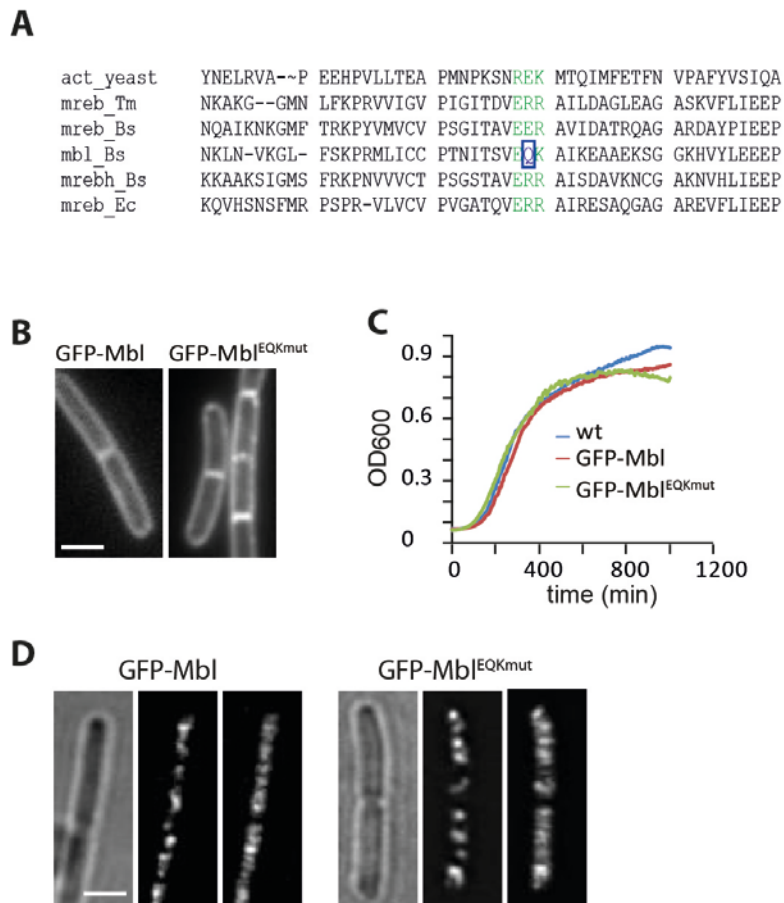 A
act_yeast YNELRVA-~P EEHPVLLTEA PMNPKSNREK MTQIMFETFN VPAFYVSIQA
mreb_Tm NKAKG--GMN LFKPRVVIGV PIGITDVERR AILDAGLEAG ASKVFLIEEP
mreb_Bs NQAIKNKGMF TRKPYVMVCV PSGITAVEER AVIDATRQAG ARDAYPIEEP
mbl_Bs NKLN-VKGL- FSKPRMLICC PTNITSVEQK AIKEAAEKSG GKHVYLEEEP
mrebh_Bs KKAAKSIGMS FRKPNVVVCT PSGSTAVERR AISDAVKNCG AKNVHLIEEP
mreb_Ec KQVHSNSFMR PSPR-VLVCV PVGATQVERR AIRESAQGAG AREVFLIEEP
B
GFP-Mbl GFP-Mbl^EQKmut
C
OD600
0.9
0.6
0.3
0
wt
GFP-Mbl
GFP-Mbl^EQKmut
0 400 800 1200
time (min)
D
GFP-Mbl GFP-Mbl^EQKmut